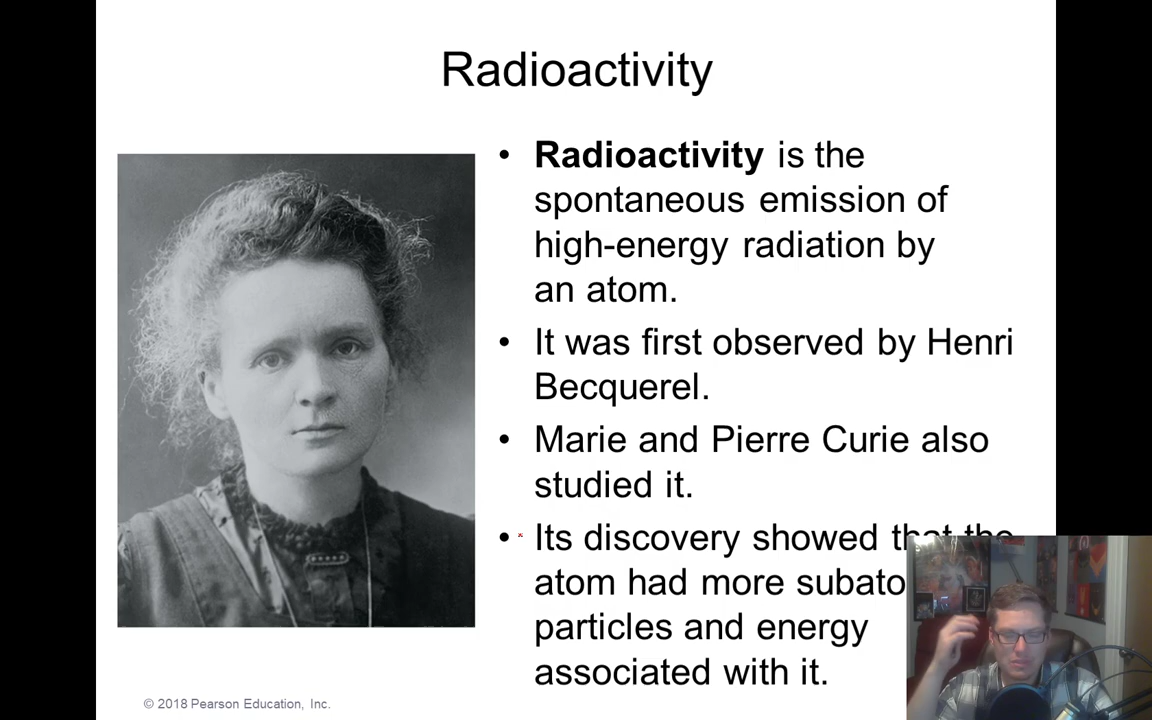 Radioactivity
• Radioactivity is the
spontaneous emission of
high-energy radiation by
an atom.
• It was first observed by Henri
Becquerel.
• Marie and Pierre Curie also
studied it.
• Its discovery showed that the
atom had more subato
particles and energy
associated with it.
© 2018 Pearson Education, Inc.